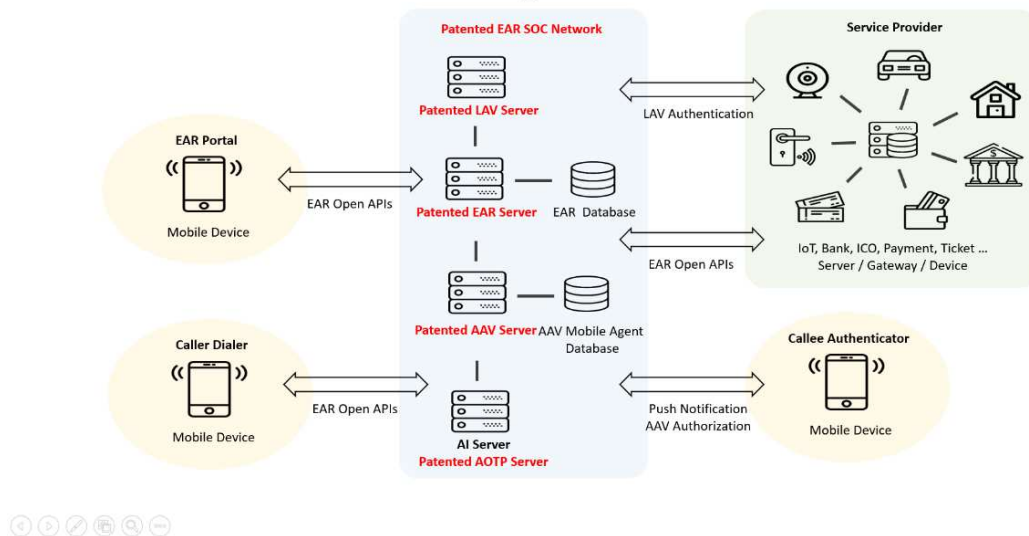 Patented EAR SOC Network
Patented LAV Server
Patented EAR Server
EAR Database
Patented AAV Server
AAV Mobile Agent
Database
AI Server
Patented AOTP Server
EAR Portal
Mobile Device
EAR Open APIs
Caller Dialer
Mobile Device
EAR Open APIs
Service Provider
LAV Authentication
$
IoT, Bank, ICO, Payment, Ticket ...
Server / Gateway / Device
EAR Open APIs
Callee Authenticator
Mobile Device
Push Notification
AAV Authorization